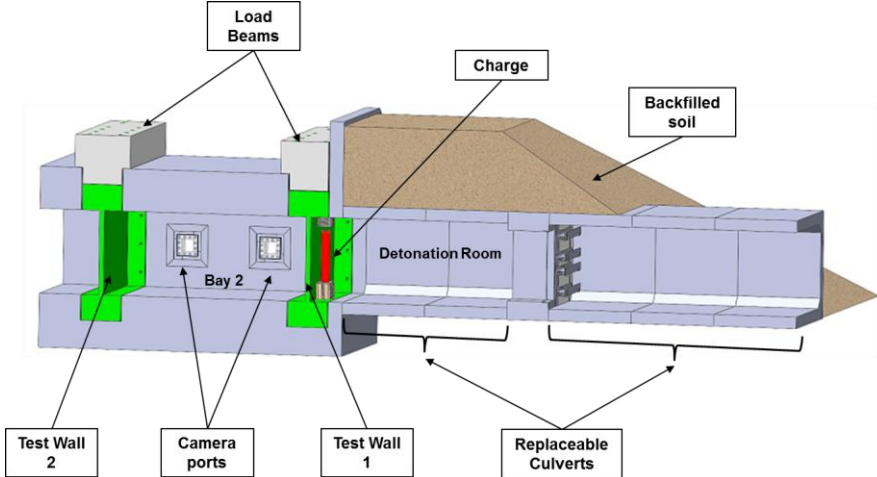 Load
Beams
Charge
Backfilled
soil
Detonation Room
Bay 2
Test Wall
2
Camera
ports
Test Wall
1
Replaceable
Culverts